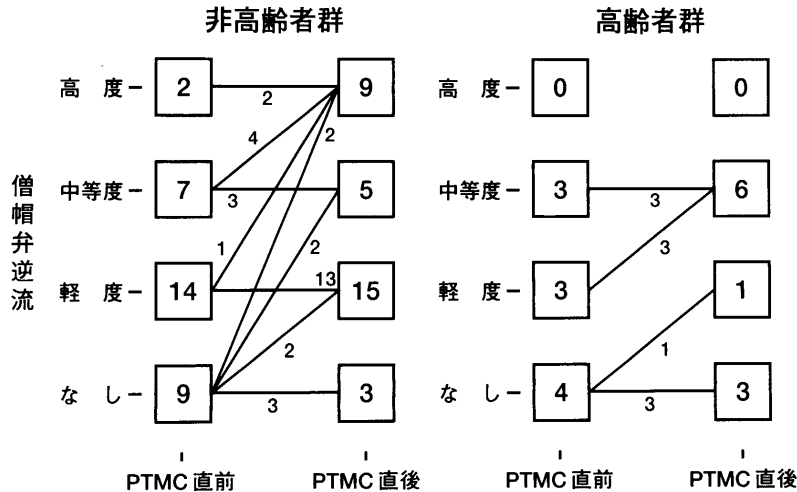 非高齢者群
高齢者群
僧帽弁逆流
高 度 2 9
2
4
2
中等度 7 5
3
1
2
軽 度 14 15
13
2
な し 9 3
3
PTMC 直前 PTMC 直後
高 度 0 0
中等度 3 6
3
3
軽 度 3 1
1
な し 4 3
3
PTMC 直前 PTMC 直後